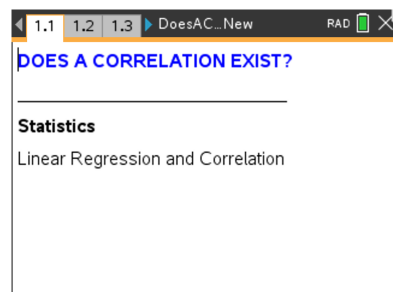 1.1 1.2 1.3 DoesAC...New RAD
DOES A CORRELATION EXIST?
Statistics
Linear Regression and Correlation